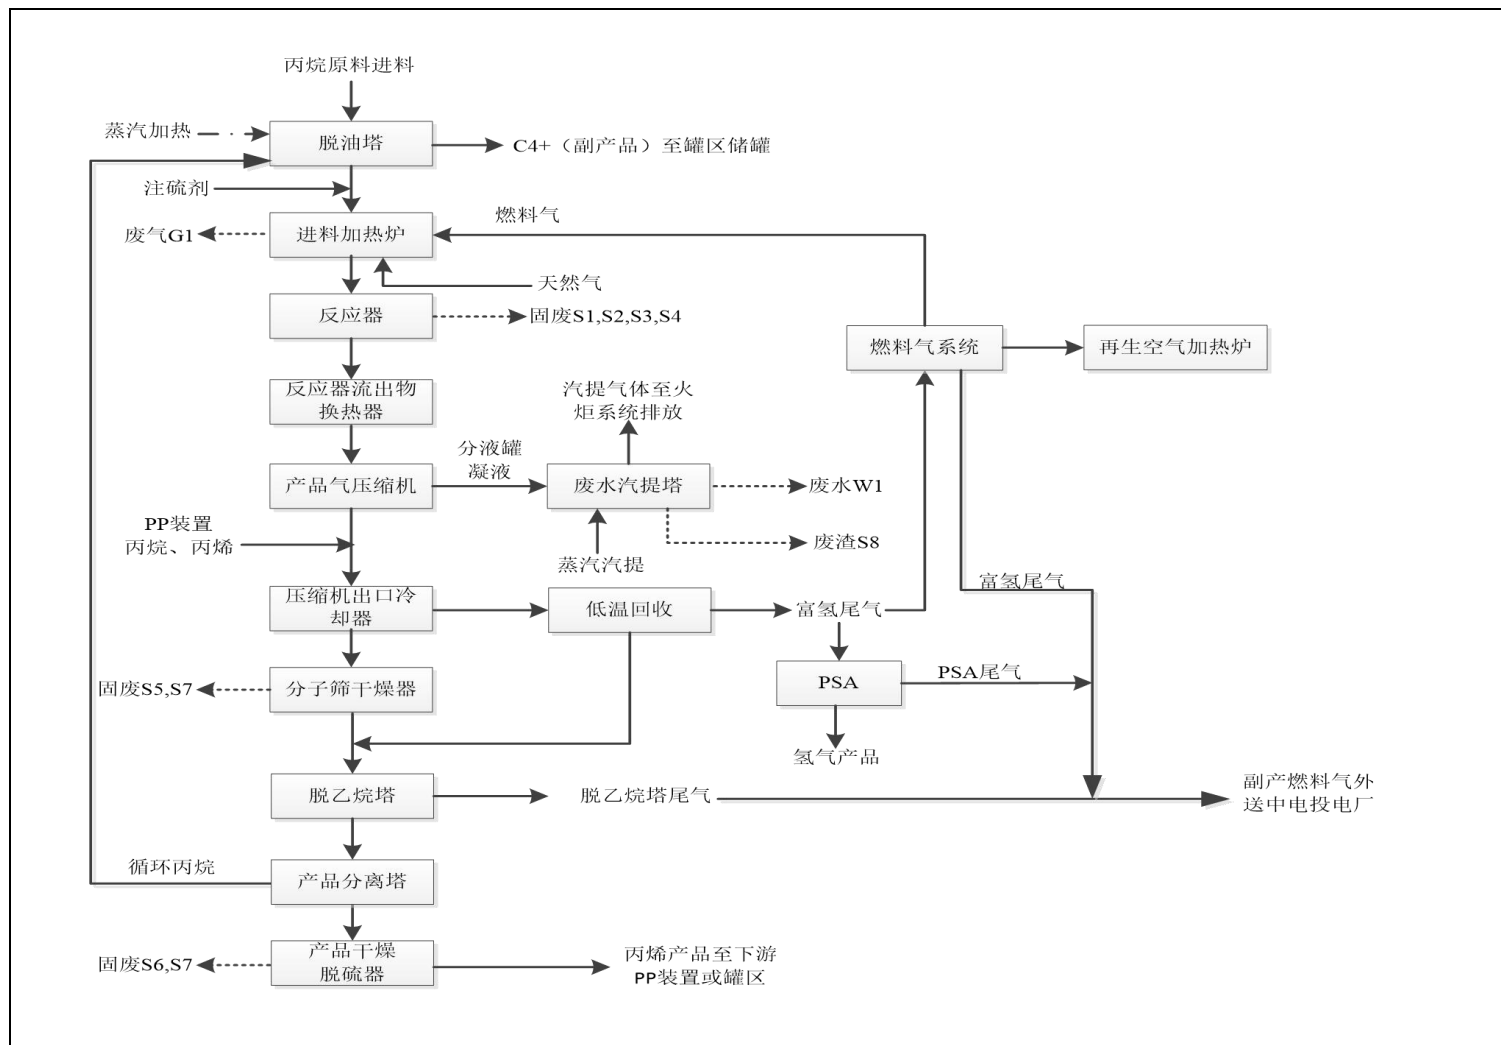 丙烷原料进料
蒸汽加热
脱油塔
C4+（副产品）至罐区储罐
注硫剂
燃料气
废气G1
进料加热炉
天然气
反应器
固废S1,S2,S3,S4
燃料气系统
再生空气加热炉
反应器流出物
换热器
汽提气体至火
炬系统排放
分液罐
凝液
产品气压缩机
废水汽提塔
废水W1
PP装置
丙烷、丙烯
废渣S8
蒸汽汽提
富氢尾气
压缩机出口冷
却器
低温回收
富氢尾气
固废S5,S7
分子筛干燥器
PSA
PSA尾气
氢气产品
脱乙烷塔
脱乙烷塔尾气
副产燃料气外
送中电投电厂
循环丙烷
产品分离塔
固废S6,S7
产品干燥
脱硫器
丙烯产品至下游
PP装置或罐区